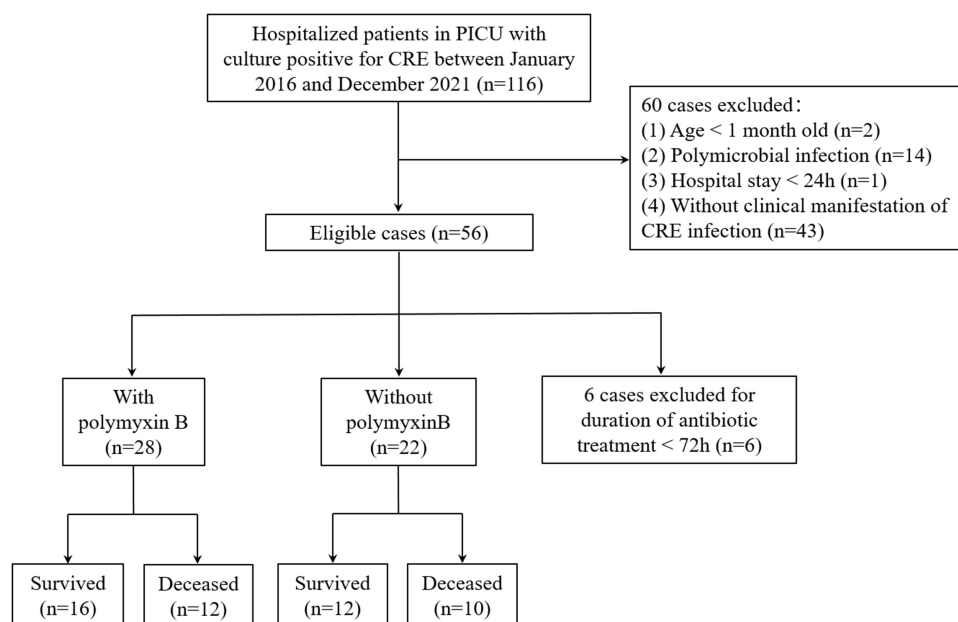 Hospitalized patients in PICU with
culture positive for CRE between January
2016 and December 2021 (n=116)
60 cases excluded：
(1) Age < 1 month old (n=2)
(2) Polymicrobial infection (n=14)
(3) Hospital stay < 24h (n=1)
(4) Without clinical manifestation of
CRE infection (n=43)
Eligible cases (n=56)
With
polymyxin B
(n=28)
Without
polymyxinB
(n=22)
6 cases excluded for
duration of antibiotic
treatment < 72h (n=6)
Survived
(n=16)
Deceased
(n=12)
Survived
(n=12)
Deceased
(n=10)